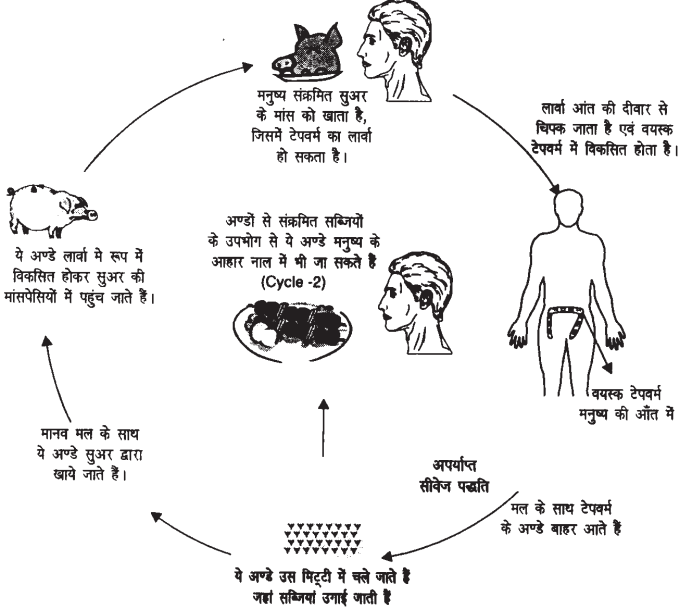 मनुष्य संक्रमित सुअर
के मांस को खाता है,
जिसमें टेपवर्म का लार्वा
हो सकता है।
लार्वा आंत की दीवार से
चिपक जाता है एवं वयस्क
टेपवर्म में विकसित होता है।
वयस्क टेपवर्म
मनुष्य की आँत में
मल के साथ टेपवर्म
के अण्डे बाहर आते हैं
अपर्याप्त
सीवेज पद्धति
ये अण्डे उस मिट्टी में चले जाते हैं
जहां सब्जियां उगाई जाती हैं
मानव मल के साथ
ये अण्डे सुअर द्वारा
खाये जाते हैं।
ये अण्डे लार्वा मे रूप में
विकसित होकर सुअर की
मांसपेसियों में पहुंच जाते हैं।
अण्डों से संक्रमित सब्जियों
के उपभोग से ये अण्डे मनुष्य के
आहार नाल में भी जा सकते हैं
(Cycle -2)